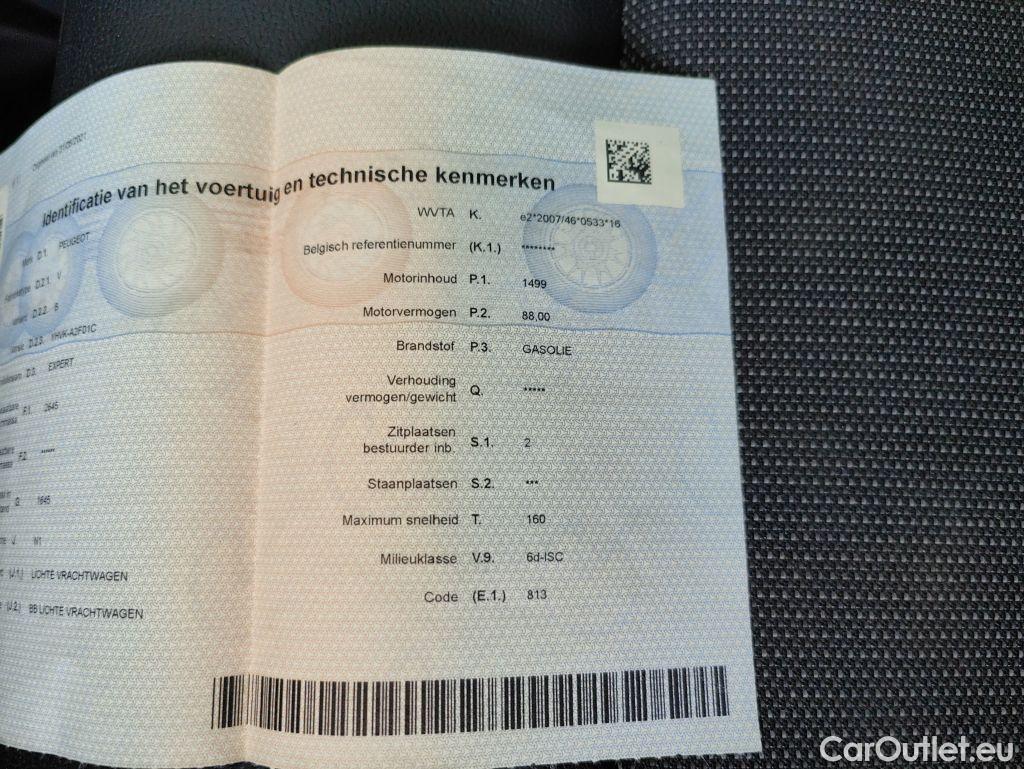 Identificatie van het voertuig en technische kenmerken
Merk D.1. PEUGEOT
D.2.1. V
D.2.2. B
D.2.3. YHVK-A2F01C
D.3. EXPERT
F.1. 2645
F.2. ******
G. 1645
J. N1
(J.1.) LICHTE VRACHTWAGEN
(J.2.) BB LICHTE VRACHTWAGEN
WVTA K. e2*2007/46*0533*16
Belgisch referentienummer (K.1.) ********
Motorinhoud P.1. 1499
Motorvermogen P.2. 88,00
Brandstof P.3. GASOLIE
Verhouding
vermogen/gewicht Q. *****
Zitplaatsen
bestuurder inb. S.1. 2
Staanplaatsen S.2. ***
Maximum snelheid T. 160
Milieuklasse V.9. 6d-ISC
Code (E.1.) 813
CarOutlet.eu